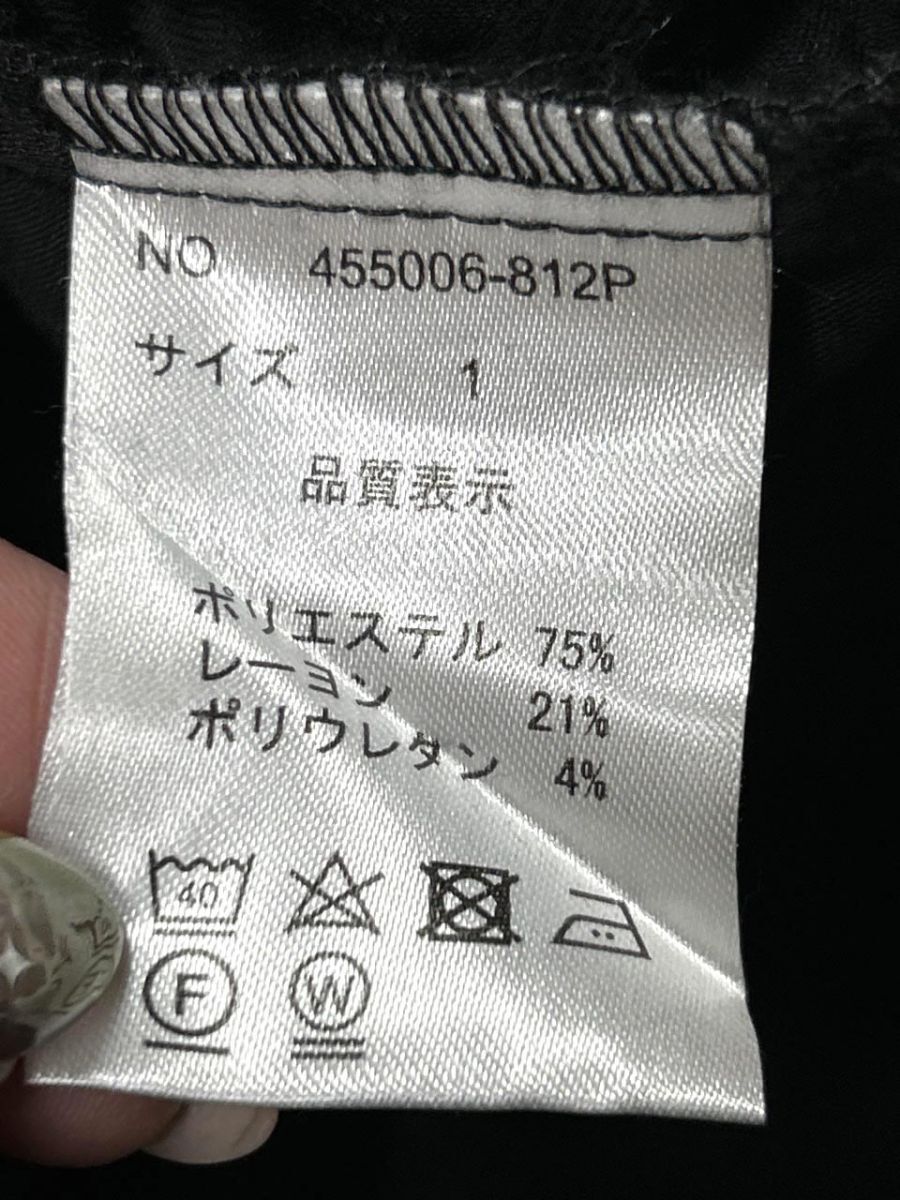 NO 455006-812P
サイズ 1
品質表示
ポリエステル 75%
レーヨン 21%
ポリウレタン 4%
40
F W